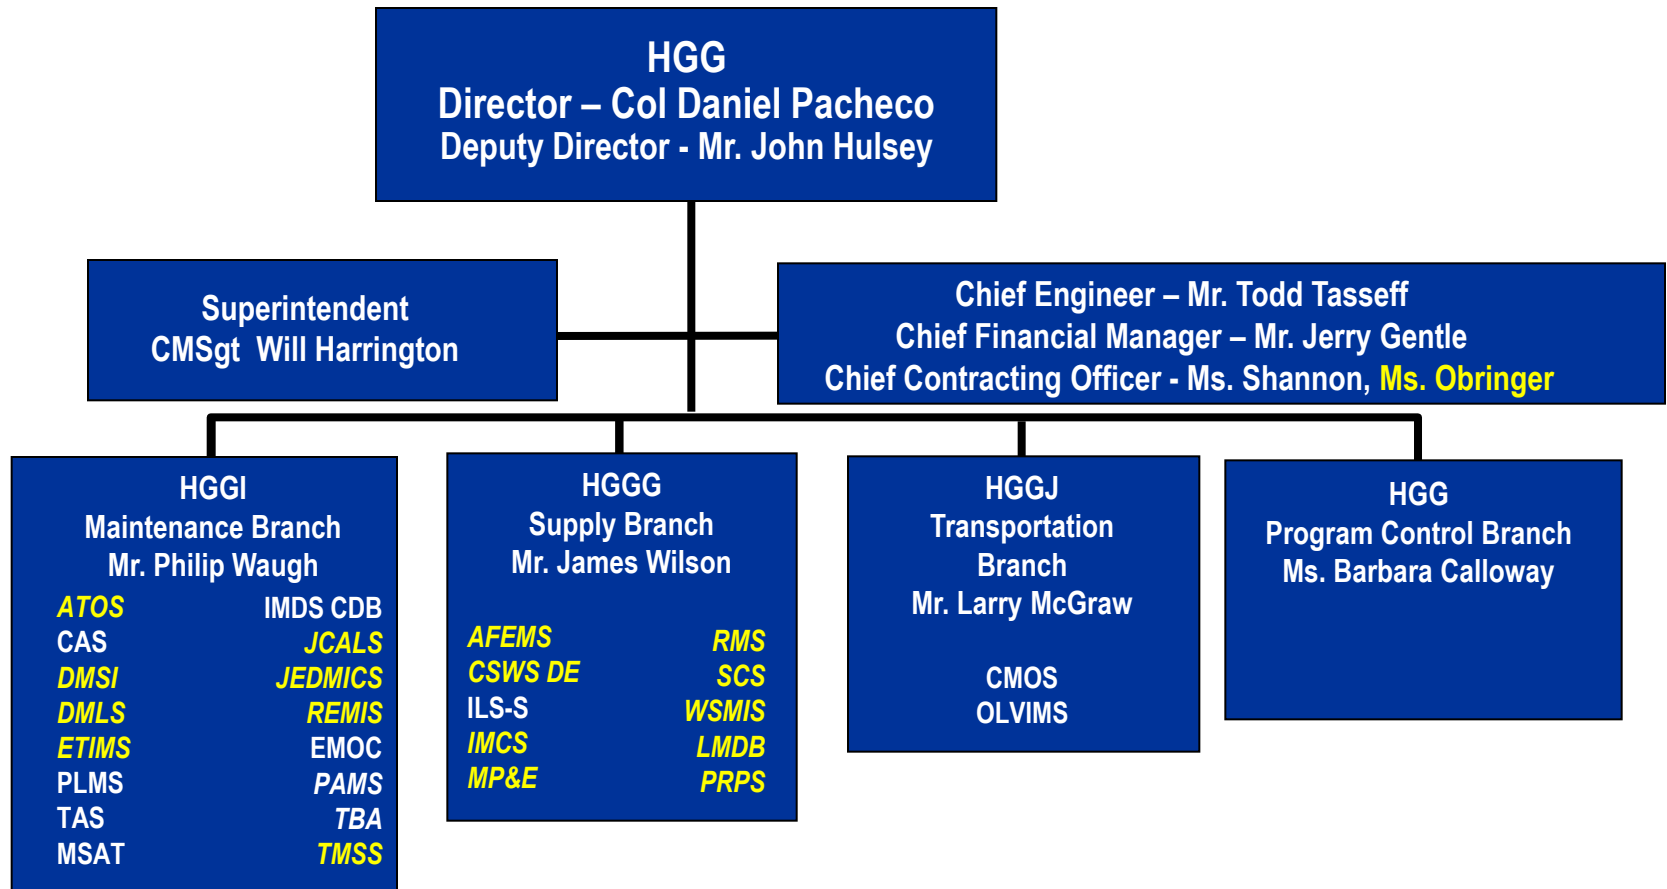 HGG
Director – Col Daniel Pacheco
Deputy Director - Mr. John Hulsey
Superintendent
CMSgt  Will Harrington
Chief Engineer – Mr. Todd Tasseff
Chief Financial Manager – Mr. Jerry Gentle
Chief Contracting Officer - Ms. Shannon, Ms. Obringer
HGGI
Maintenance Branch
Mr. Philip Waugh
ATOS IMDS CDB
CAS JCALS
DMSI JEDMICS
DMLS REMIS
ETIMS EMOC
PLMS PAMS
TAS TBA
MSAT TMSS
HGGG
Supply Branch
Mr. James Wilson
AFEMS RMS
CSWS DE SCS
ILS-S WSMIS
IMCS LMDB
MP&E PRPS
HGGJ
Transportation
Branch
Mr. Larry McGraw
CMOS
OLVIMS
HGG
Program Control Branch
Ms. Barbara Calloway